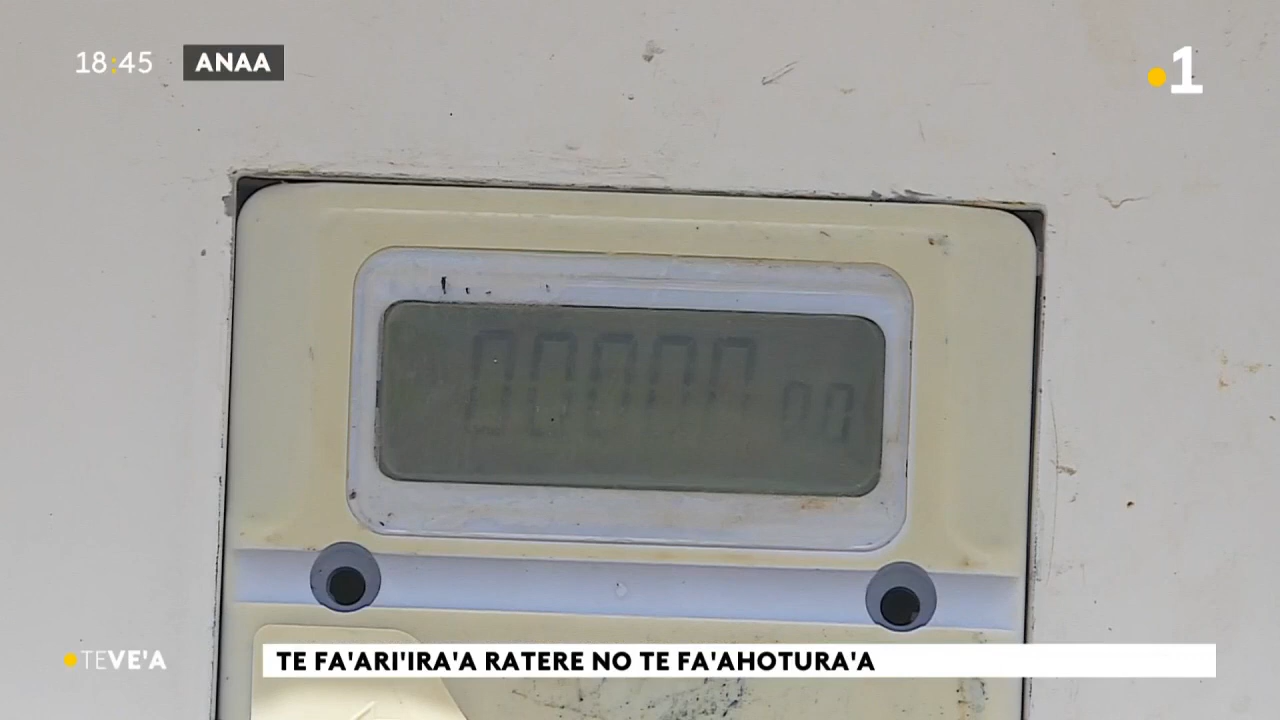 18:45 ANAA
1
00000 00
TEVE'A
TE FA'ARI'IRA'A RATERE NO TE FA'AHOTURA'A